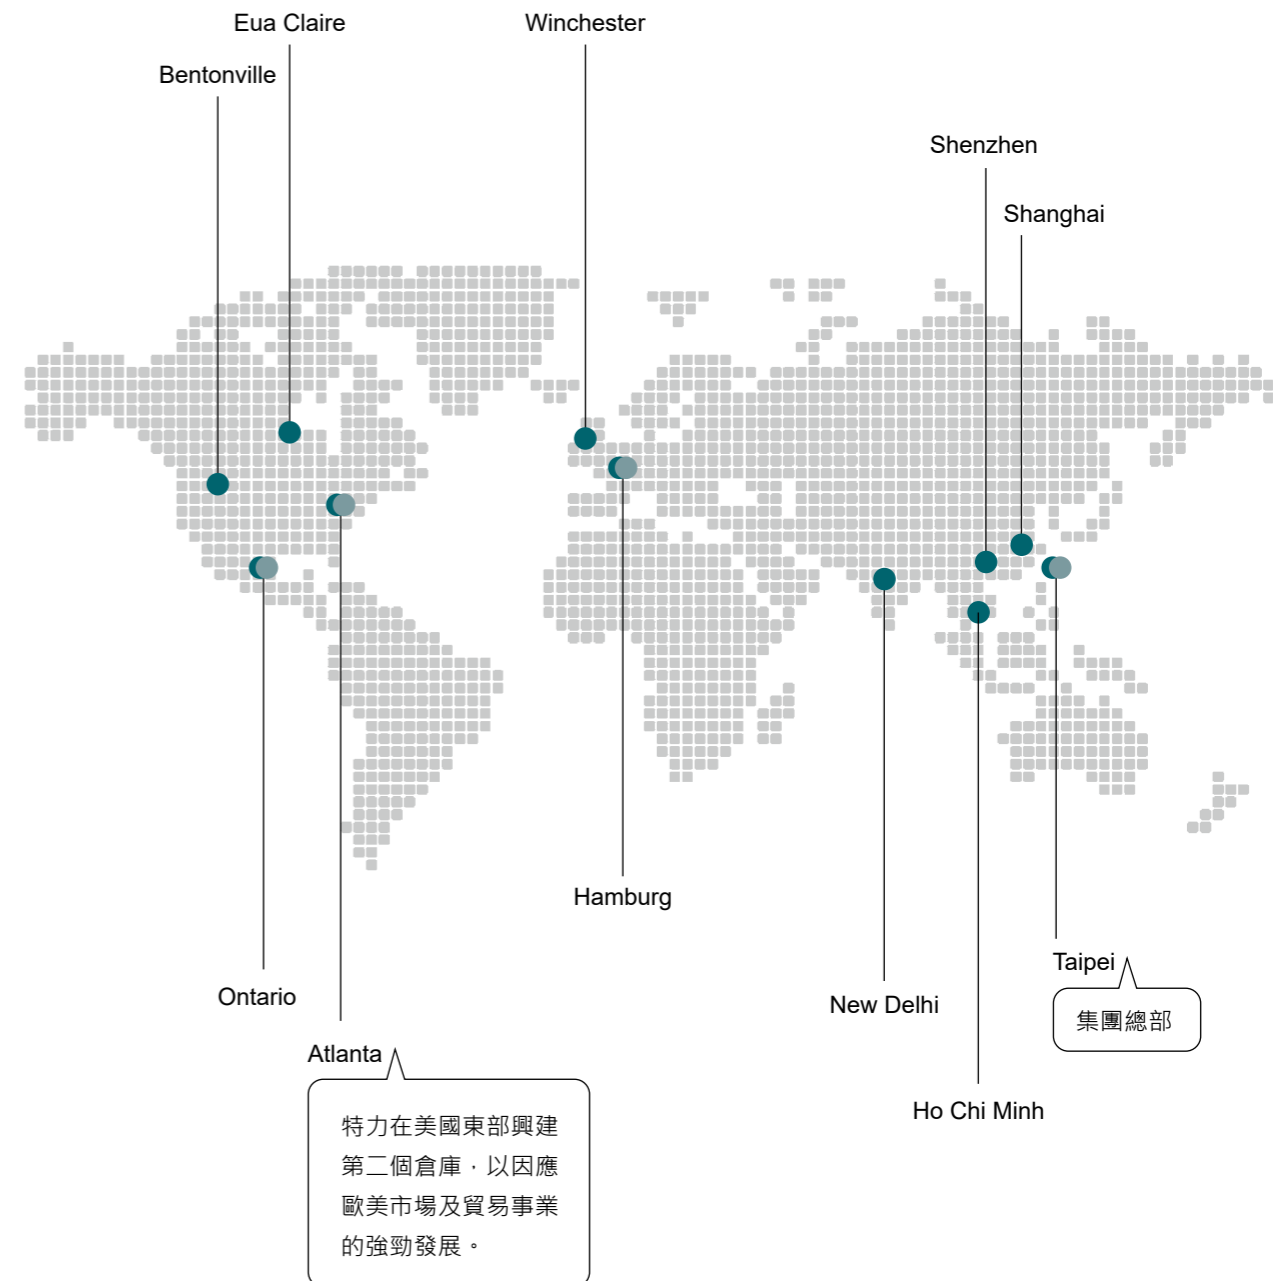 Eua Claire
Winchester
Bentonville
Shenzhen
Shanghai
Hamburg
Taipei
Ontario
New Delhi
集團總部
Atlanta
Ho Chi Minh
特力在美國東部興建
第二個倉庫，以因應
歐美市場及貿易事業
的強勁發展。